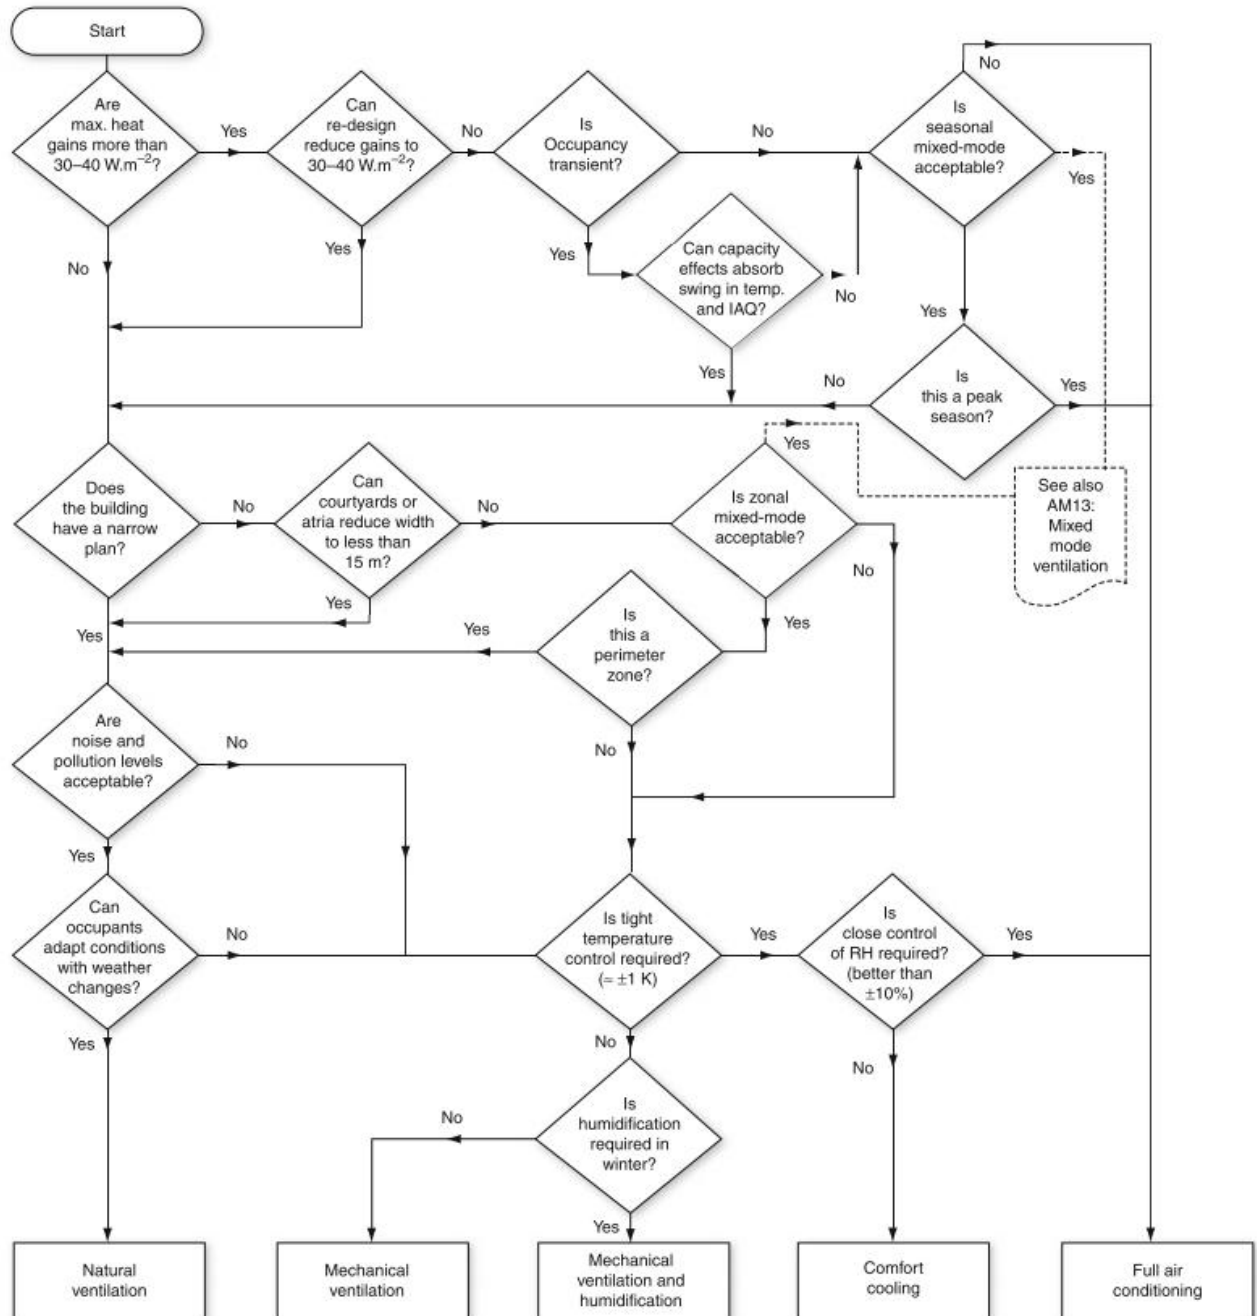 Start
Are
max. heat
gains more than
30–40 W.m⁻²?
Yes
No
Can
re-design
reduce gains to
30–40 W.m⁻²?
No
Yes
Is
Occupancy
transient?
No
Yes
Can capacity
effects absorb
swing in temp.
and IAQ?
No
Yes
Is
seasonal
mixed-mode
acceptable?
No
Yes
Yes
Is
this a peak
season?
No
Yes
Does
the building
have a narrow
plan?
No
Yes
Can
courtyards or
atria reduce width
to less than
15 m?
No
Yes
Is zonal
mixed-mode
acceptable?
Yes
No
Yes
See also
AM13:
Mixed
mode
ventilation
Is
this a
perimeter
zone?
Yes
No
Are
noise and
pollution levels
acceptable?
No
Yes
Can
occupants
adapt conditions
with weather
changes?
No
Yes
Is tight
temperature
control required?
(≃ ±1 K)
Yes
No
Is
close control
of RH required?
(better than
±10%)
Yes
No
Is
humidification
required in
winter?
No
Yes
Natural
ventilation
Mechanical
ventilation
Mechanical
ventilation and
humidification
Comfort
cooling
Full air
conditioning